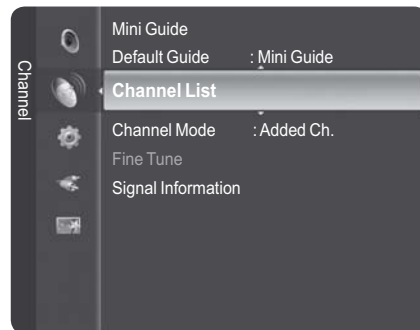 Channel
Mini Guide
Default Guide : Mini Guide
Channel List
Channel Mode : Added Ch.
Fine Tune
Signal Information